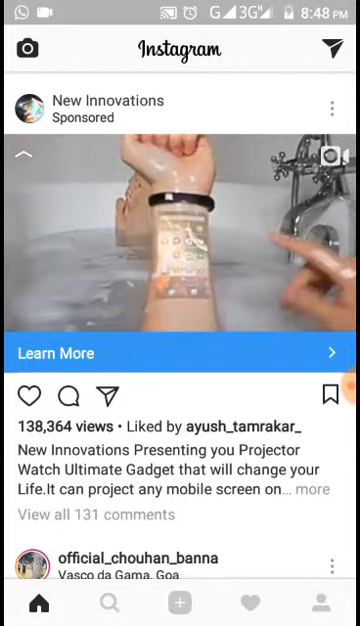 G 3G 8:48 PM
Instagram
New Innovations
Sponsored
Learn More
138,364 views • Liked by ayush_tamrakar_
New Innovations Presenting you Projector
Watch Ultimate Gadget that will change your
Life.It can project any mobile screen on... more
View all 131 comments
official_chouhan_banna
Vasco da Gama, Goa